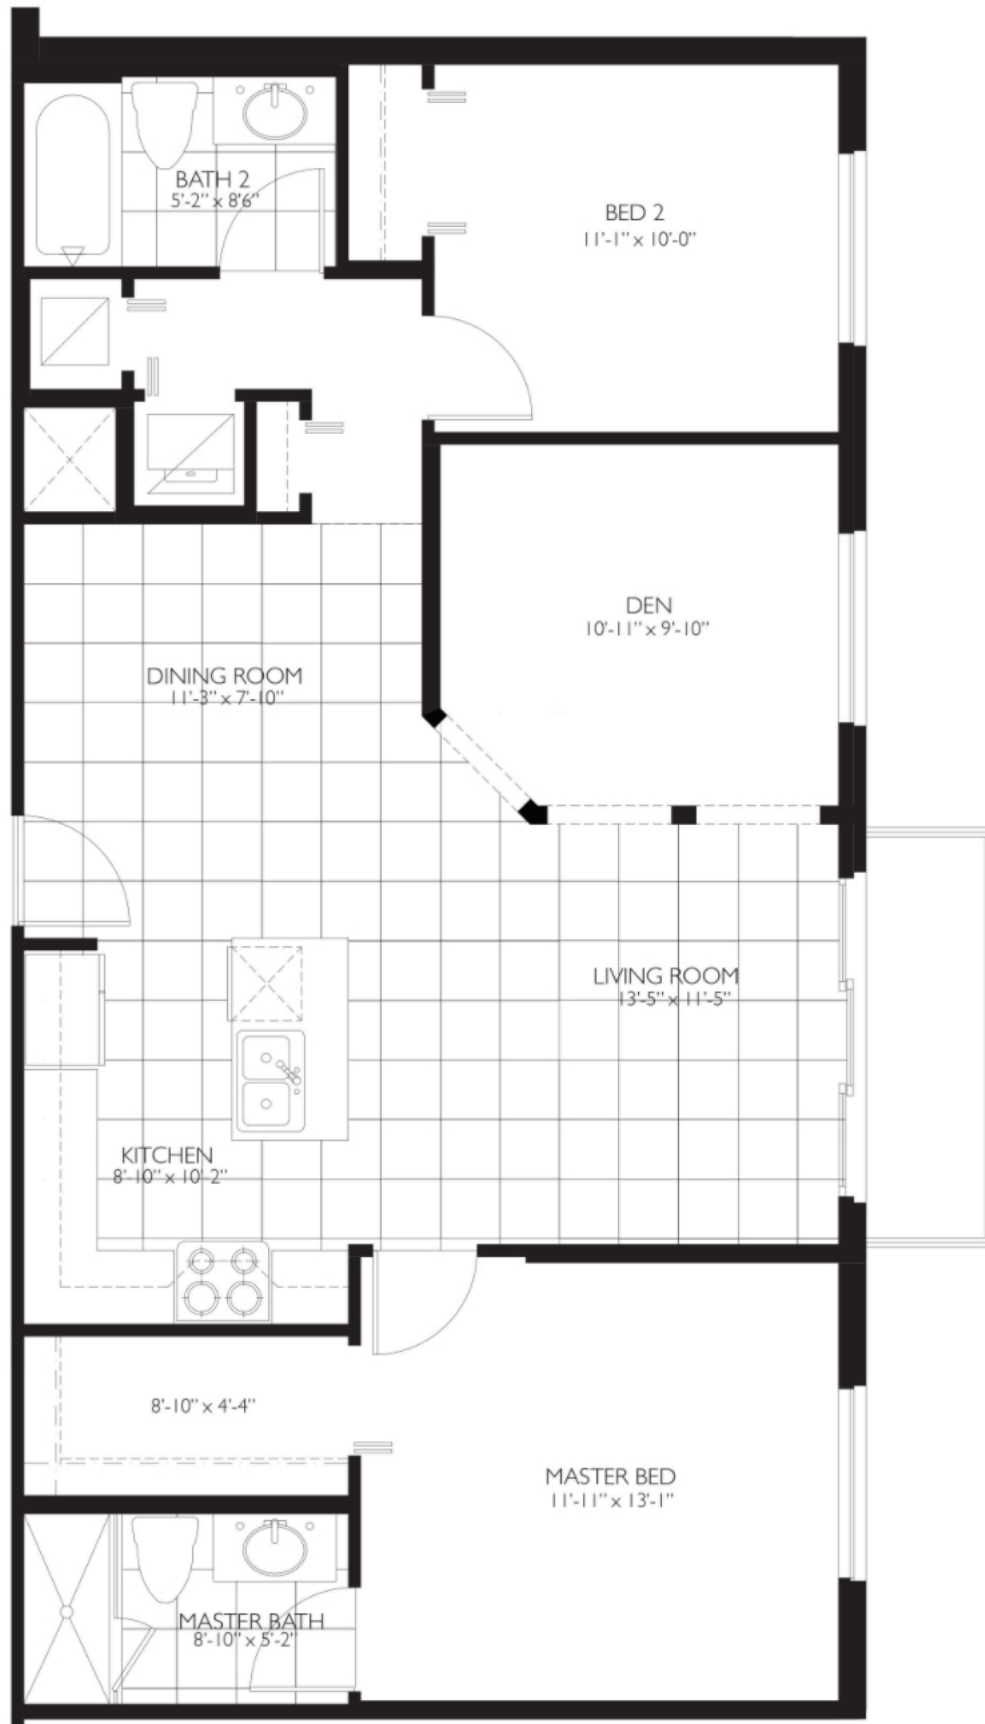 BATH 2
5'-2" x 8'6"
BED 2
11'-1" x 10'-0"
DEN
10'-11" x 9'-10"
DINING ROOM
11'-3" x 7'-10"
LIVING ROOM
13'-5" x 11'-5"
KITCHEN
8'-10" x 10'-2"
8'-10" x 4'-4"
MASTER BED
11'-11" x 13'-1"
MASTER BATH
8'-10" x 5'-2"